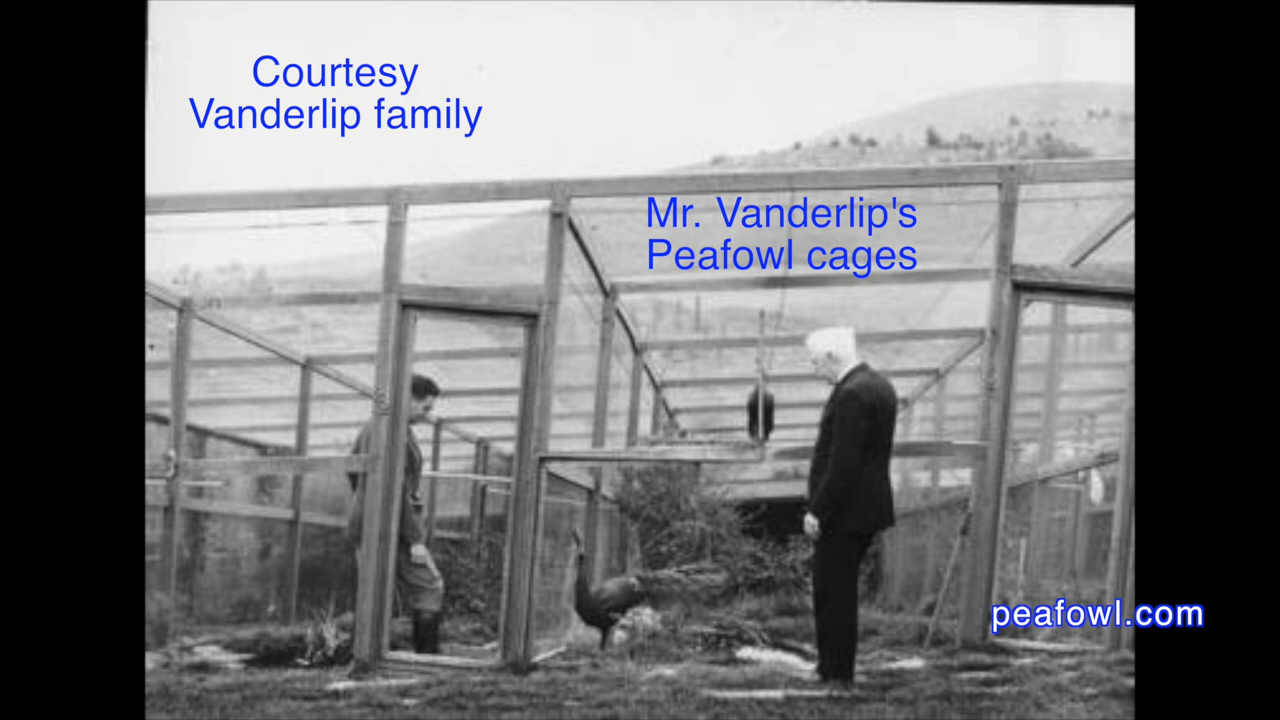 Courtesy
Vanderlip family
Mr. Vanderlip's
Peafowl cages
peafowl.com